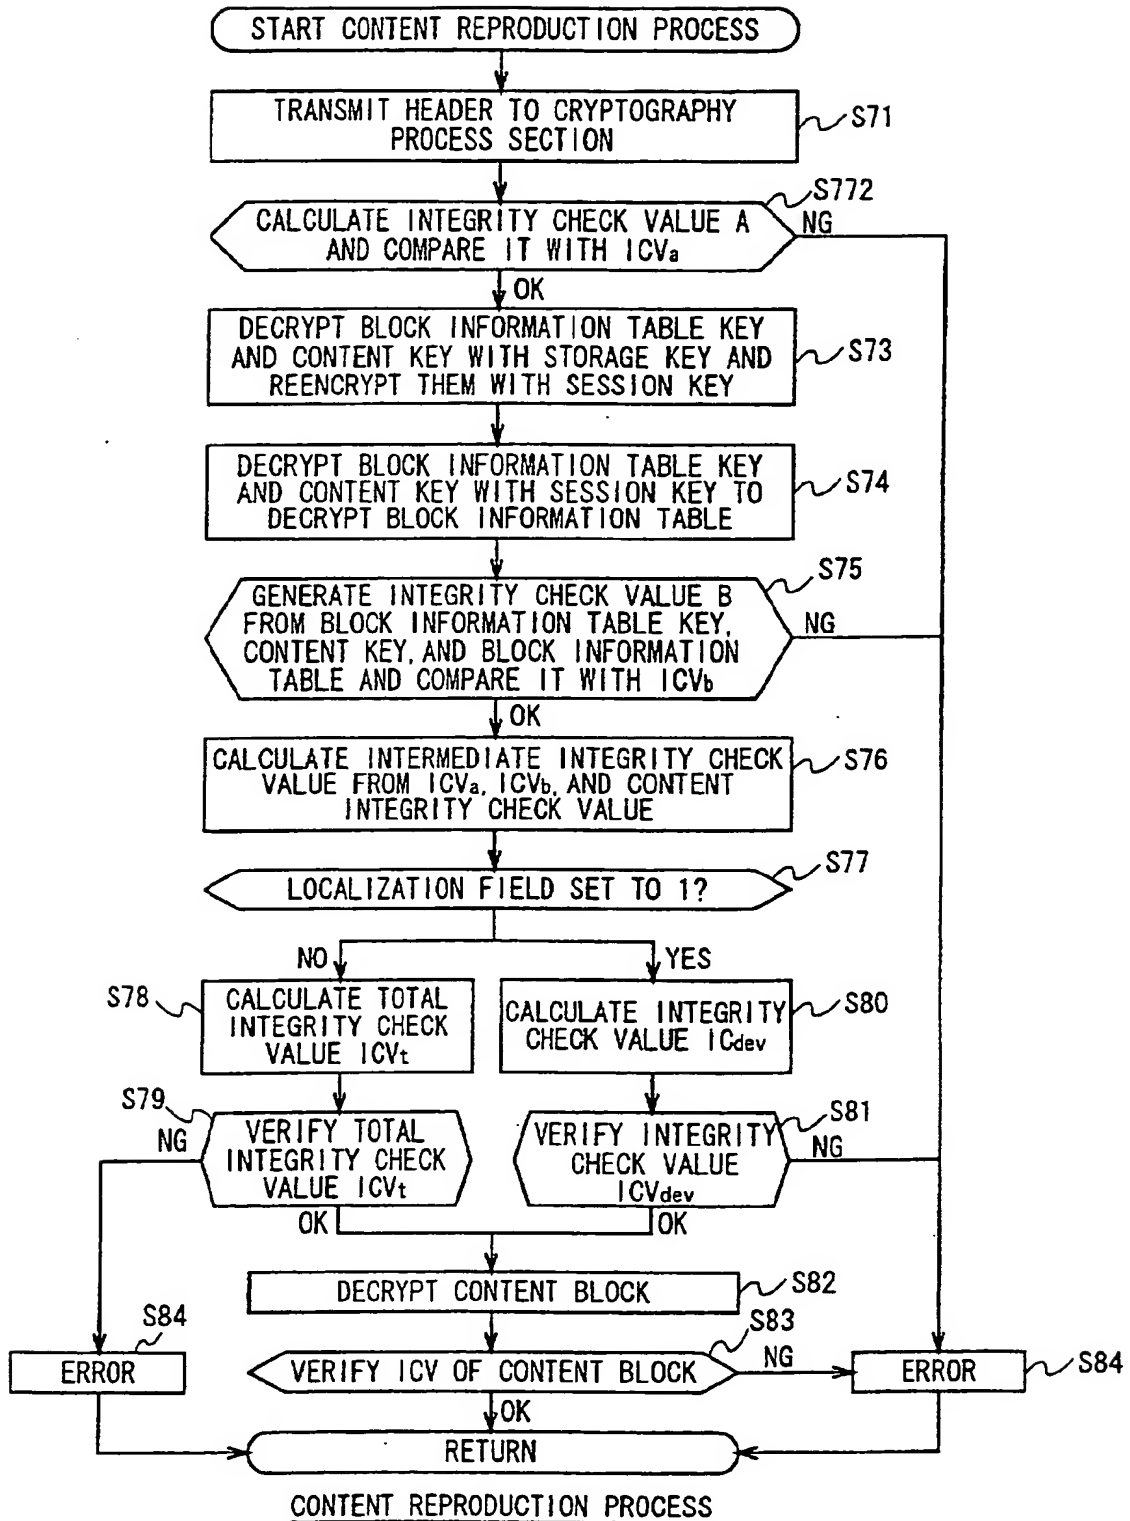 START CONTENT REPRODUCTION PROCESS
TRANSMIT HEADER TO CRYPTOGRAPHY
PROCESS SECTION
S71
S772
CALCULATE INTEGRITY CHECK VALUE A
AND COMPARE IT WITH ICVa
NG
OK
DECRYPT BLOCK INFORMATION TABLE KEY
AND CONTENT KEY WITH STORAGE KEY AND
REENCRYPT THEM WITH SESSION KEY
S73
DECRYPT BLOCK INFORMATION TABLE KEY
AND CONTENT KEY WITH SESSION KEY TO
DECRYPT BLOCK INFORMATION TABLE
S74
S75
GENERATE INTEGRITY CHECK VALUE B
FROM BLOCK INFORMATION TABLE KEY,
CONTENT KEY, AND BLOCK INFORMATION
TABLE AND COMPARE IT WITH ICVb
NG
OK
CALCULATE INTERMEDIATE INTEGRITY CHECK
VALUE FROM ICVa, ICVb, AND CONTENT
INTEGRITY CHECK VALUE
S76
S77
LOCALIZATION FIELD SET TO 1?
NO
YES
S78
CALCULATE TOTAL
INTEGRITY CHECK
VALUE ICVt
CALCULATE INTEGRITY
CHECK VALUE ICdev
S80
S79
NG
VERIFY TOTAL
INTEGRITY CHECK
VALUE ICVt
OK
S81
VERIFY INTEGRITY
CHECK VALUE
ICVdev
NG
OK
DECRYPT CONTENT BLOCK
S82
S83
VERIFY ICV OF CONTENT BLOCK
NG
OK
S84
ERROR
ERROR
S84
RETURN
CONTENT REPRODUCTION PROCESS